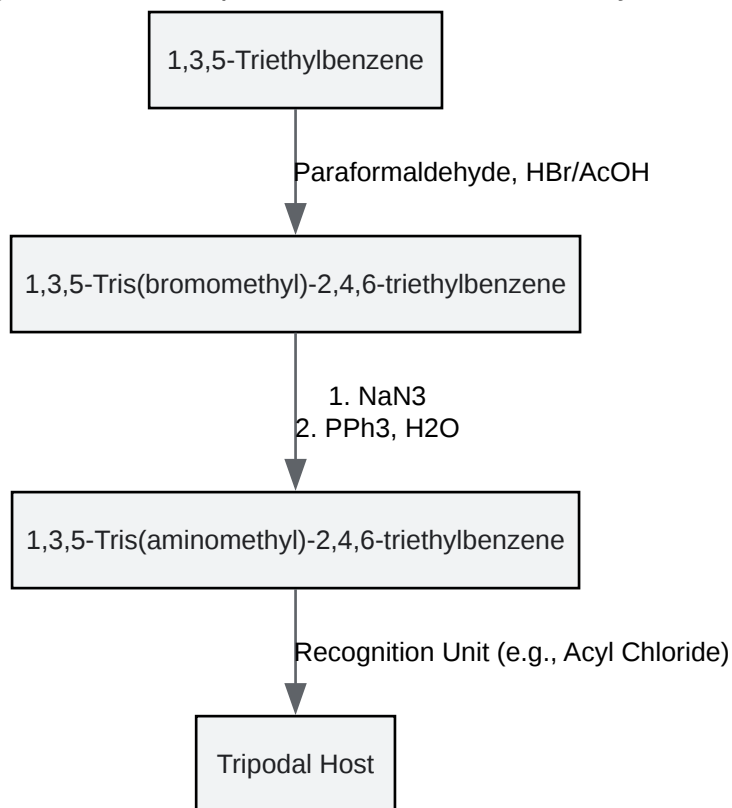 1,3,5-Triethylbenzene
Paraformaldehyde, HBr/AcOH
1,3,5-Tris(bromomethyl)-2,4,6-triethylbenzene
1. NaN3
2. PPh3, H2O
1,3,5-Tris(aminomethyl)-2,4,6-triethylbenzene
Recognition Unit (e.g., Acyl Chloride)
Tripodal Host